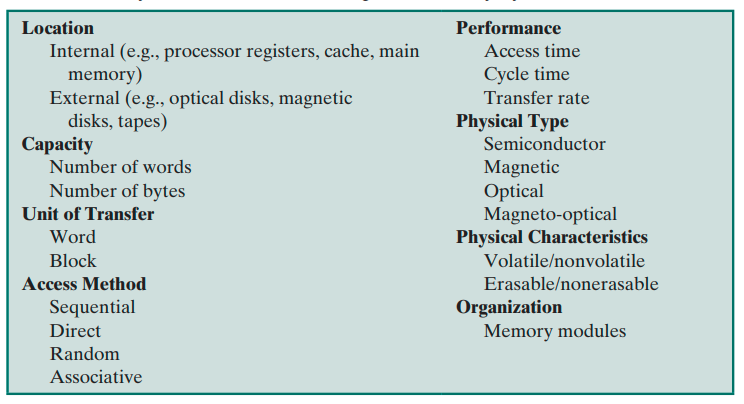 Location
Internal (e.g., processor registers, cache, main
memory)
External (e.g., optical disks, magnetic
disks, tapes)
Capacity
Number of words
Number of bytes
Unit of Transfer
Word
Block
Access Method
Sequential
Direct
Random
Associative
Performance
Access time
Cycle time
Transfer rate
Physical Type
Semiconductor
Magnetic
Optical
Magneto-optical
Physical Characteristics
Volatile/nonvolatile
Erasable/nonerasable
Organization
Memory modules